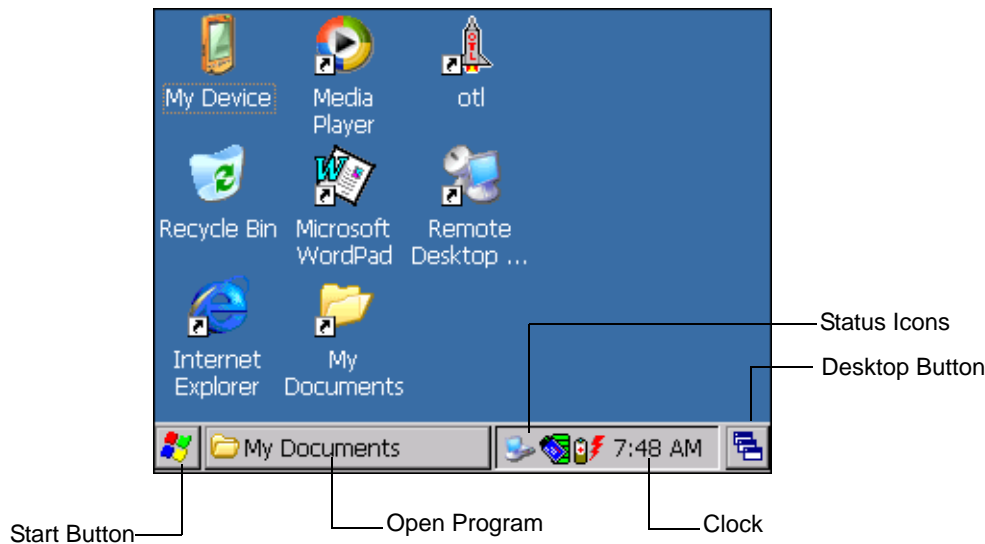 My Device
Media
Player
otl
Recycle Bin
Microsoft
WordPad
Remote
Desktop ...
Internet
Explorer
My
Documents
Status Icons
Desktop Button
My Documents
7:48 AM
Start Button
Open Program
Clock